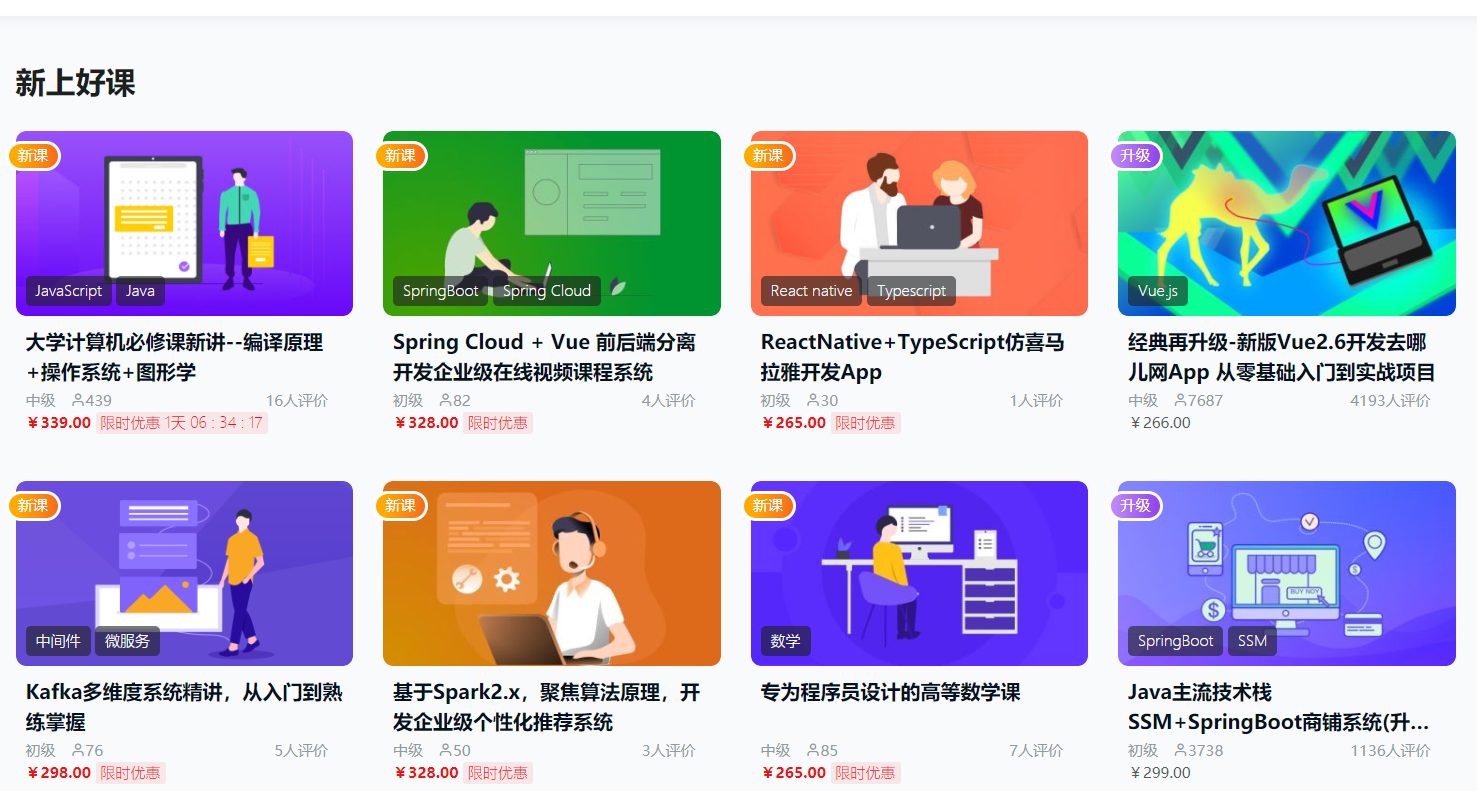 新上好课
新课
JavaScript Java
大学计算机必修课新讲--编译原理
+操作系统+图形学
中级 439 16人评价
￥339.00 限时优惠 1天 06 : 34 : 17
新课
SpringBoot Spring Cloud
Spring Cloud + Vue 前后端分离
开发企业级在线视频课程系统
初级 82 4人评价
￥328.00 限时优惠
新课
React native Typescript
ReactNative+TypeScript仿喜马
拉雅开发App
初级 30 1人评价
￥265.00 限时优惠
升级
Vue.js
经典再升级-新版Vue2.6开发去哪
儿网App 从零基础入门到实战项目
中级 7687 4193人评价
￥266.00
新课
中间件 微服务
Kafka多维度系统精讲，从入门到熟
练掌握
初级 76 5人评价
￥298.00 限时优惠
新课
基于Spark2.x，聚焦算法原理，开
发企业级个性化推荐系统
中级 50 3人评价
￥328.00 限时优惠
新课
数学
专为程序员设计的高等数学课
中级 85 7人评价
￥265.00 限时优惠
升级
BUY NOY
SpringBoot SSM
Java主流技术栈
SSM+SpringBoot商铺系统(升...
初级 3738 1136人评价
￥299.00